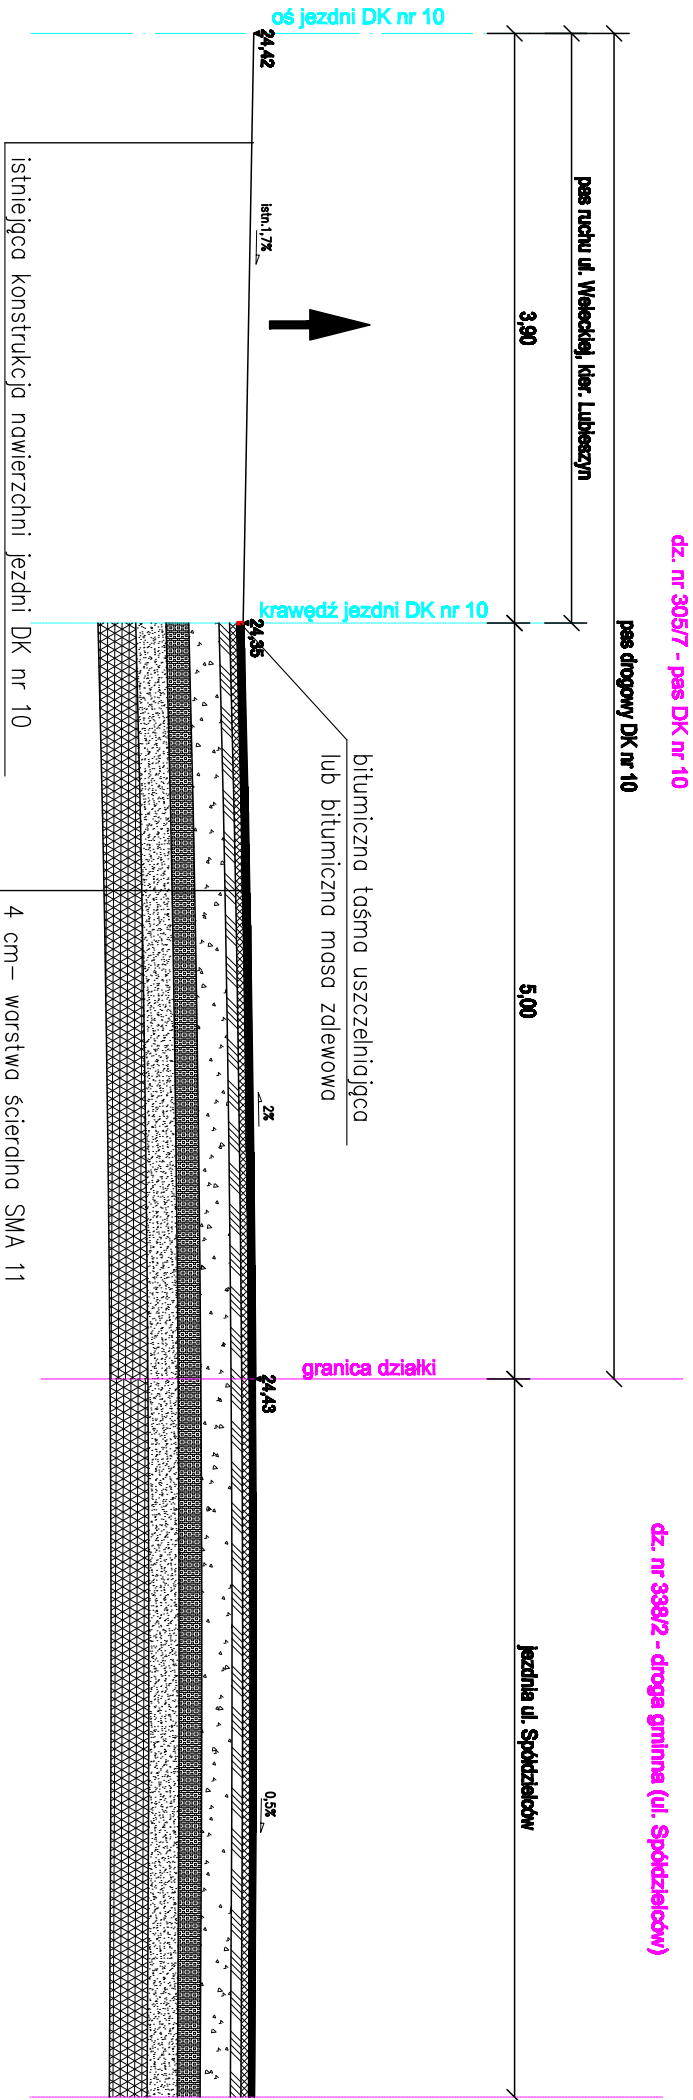 oś jezdni DK nr 10
24,42
istn.1,7%
istniejąca konstrukcja nawierzchni jezdni DK nr 10
3,90
pas ruchu ul. Weleckiej, kier. Lubieszyn
pas drogowy DK nr 10
dz. nr 305/7 - pas DK nr 10
krawędź jezdni DK nr 10
24,35
bitumiczna taśma uszczelniająca
lub bitumiczna masa zalewowa
5,00
2%
4 cm- warstwa ścieralna SMA 11
granica działki
24,43
dz. nr 338/2 - droga gminna (ul. Spółdzielców)
jezdnia ul. Spółdzielców
0,5%